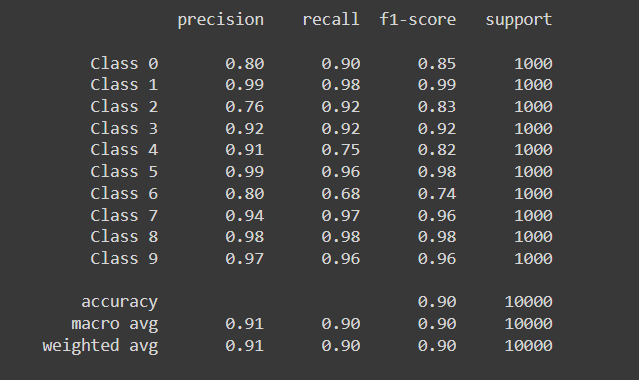 precision recall f1-score support
Class 0 0.80 0.90 0.85 1000
Class 1 0.99 0.98 0.99 1000
Class 2 0.76 0.92 0.83 1000
Class 3 0.92 0.92 0.92 1000
Class 4 0.91 0.75 0.82 1000
Class 5 0.99 0.96 0.98 1000
Class 6 0.80 0.68 0.74 1000
Class 7 0.94 0.97 0.96 1000
Class 8 0.98 0.98 0.98 1000
Class 9 0.97 0.96 0.96 1000
accuracy 0.90 10000
macro avg 0.91 0.90 0.90 10000
weighted avg 0.91 0.90 0.90 10000